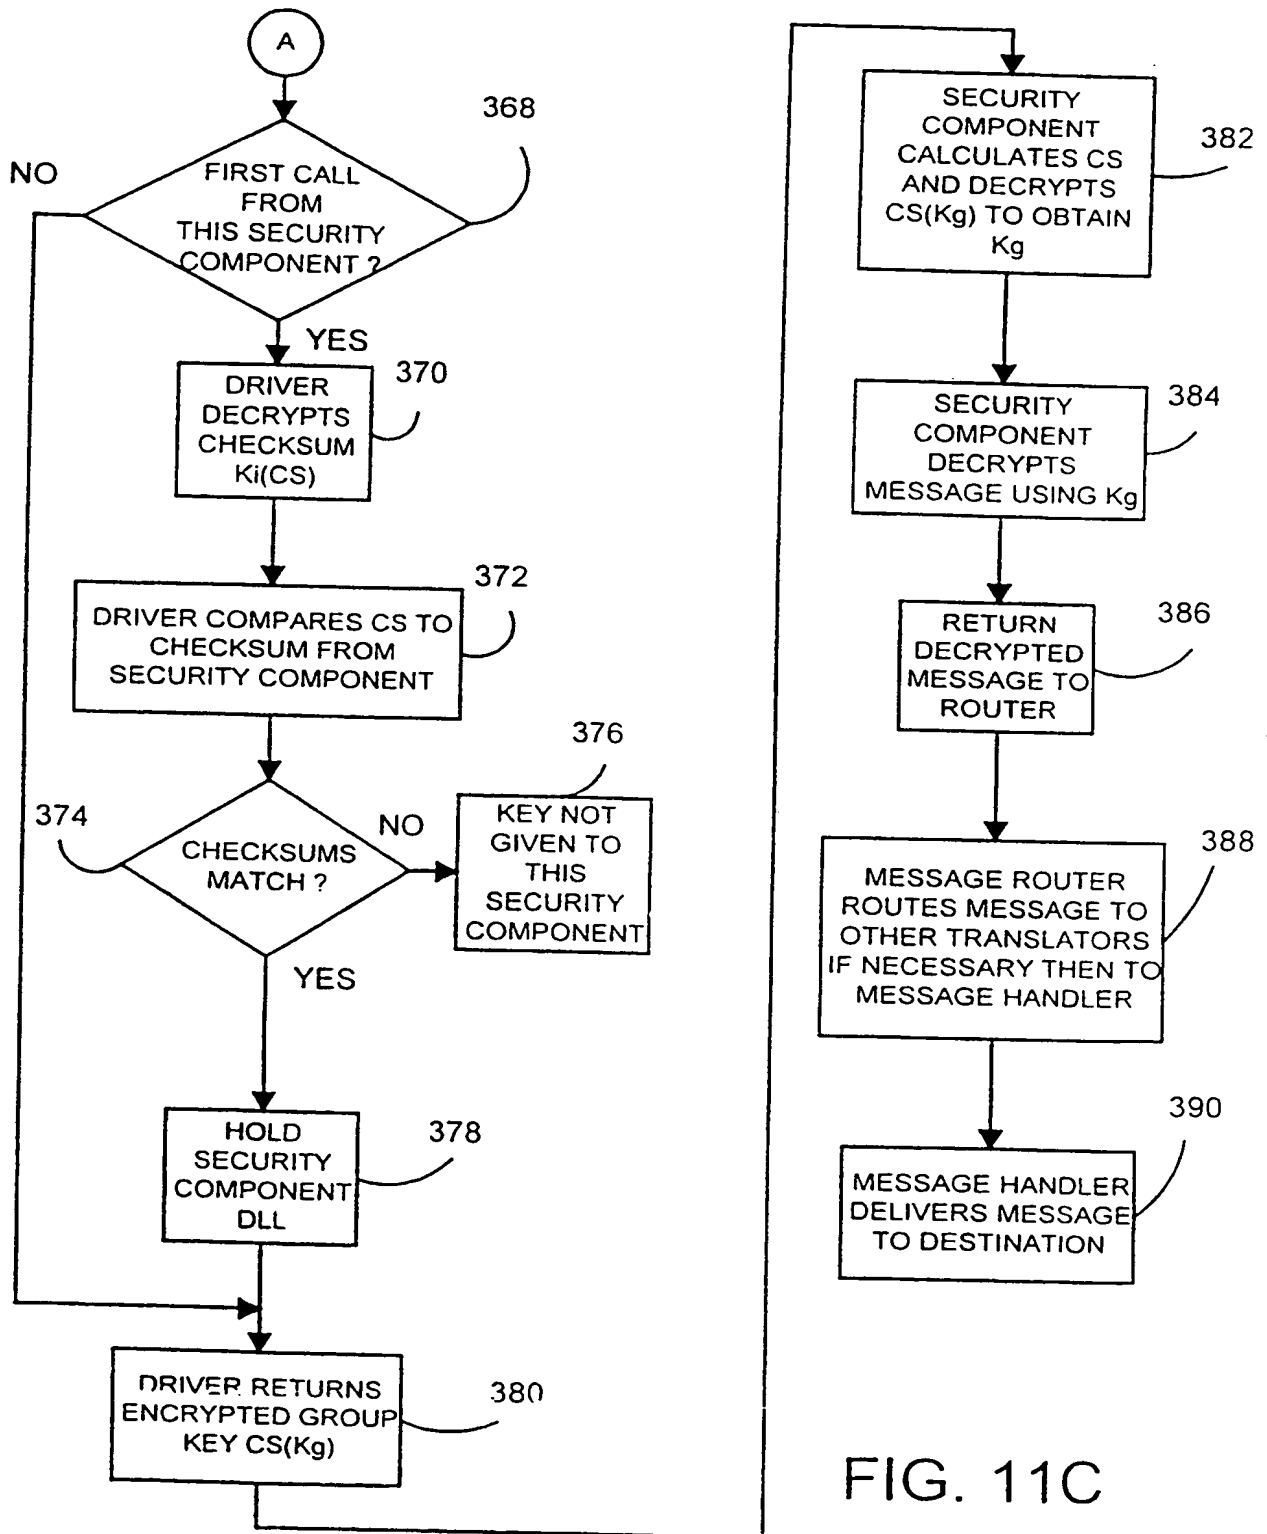 A
368
FIRST CALL
FROM
THIS SECURITY
COMPONENT ?
NO
YES
370
DRIVER
DECRYPTS
CHECKSUM
Ki(CS)
372
DRIVER COMPARES CS TO
CHECKSUM FROM
SECURITY COMPONENT
374
CHECKSUMS
MATCH ?
NO
376
KEY NOT
GIVEN TO
THIS
SECURITY
COMPONENT
YES
378
HOLD
SECURITY
COMPONENT
DLL
380
DRIVER RETURNS
ENCRYPTED GROUP
KEY CS(Kg)
382
SECURITY
COMPONENT
CALCULATES CS
AND DECRYPTS
CS(Kg) TO OBTAIN
Kg
384
SECURITY
COMPONENT
DECRYPTS
MESSAGE USING Kg
386
RETURN
DECRYPTED
MESSAGE TO
ROUTER
388
MESSAGE ROUTER
ROUTES MESSAGE TO
OTHER TRANSLATORS
IF NECESSARY THEN TO
MESSAGE HANDLER
390
MESSAGE HANDLER
DELIVERS MESSAGE
TO DESTINATION
FIG. 11C